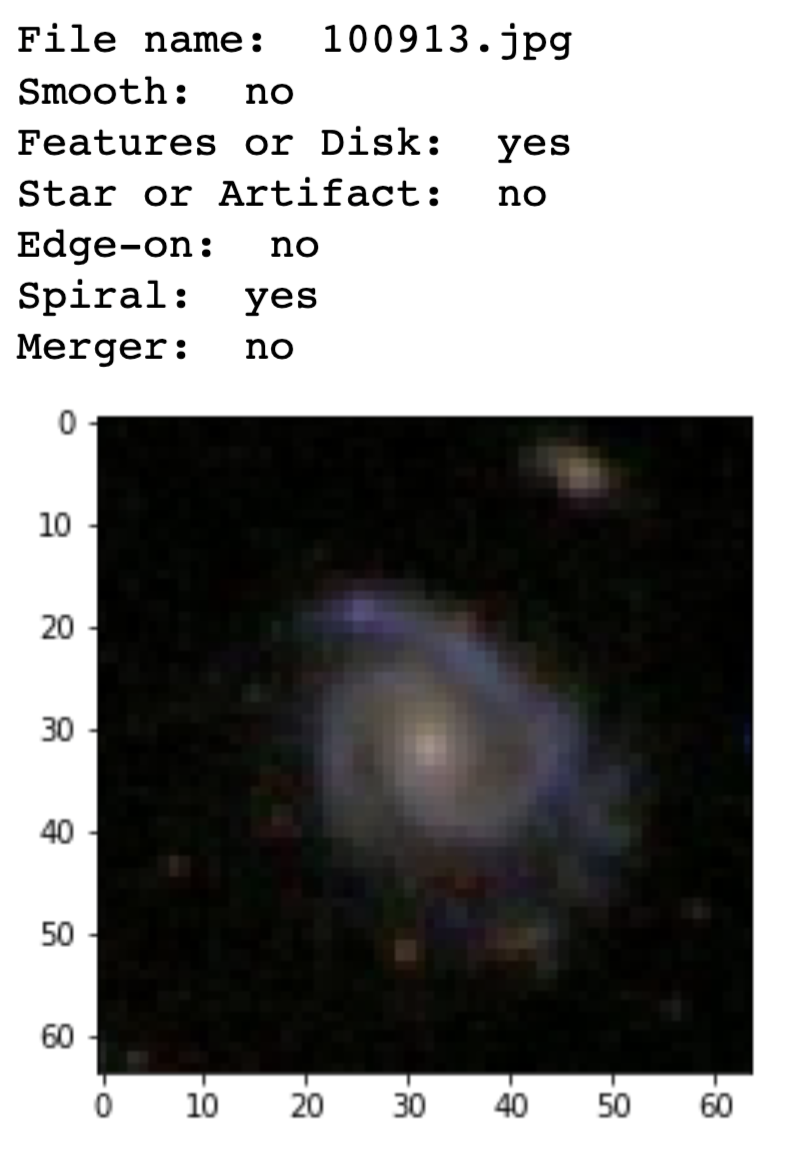 File name:  100913.jpg
Smooth:  no
Features or Disk:  yes
Star or Artifact:  no
Edge-on:  no
Spiral:  yes
Merger:  no
0
10
20
30
40
50
60
0 10 20 30 40 50 60